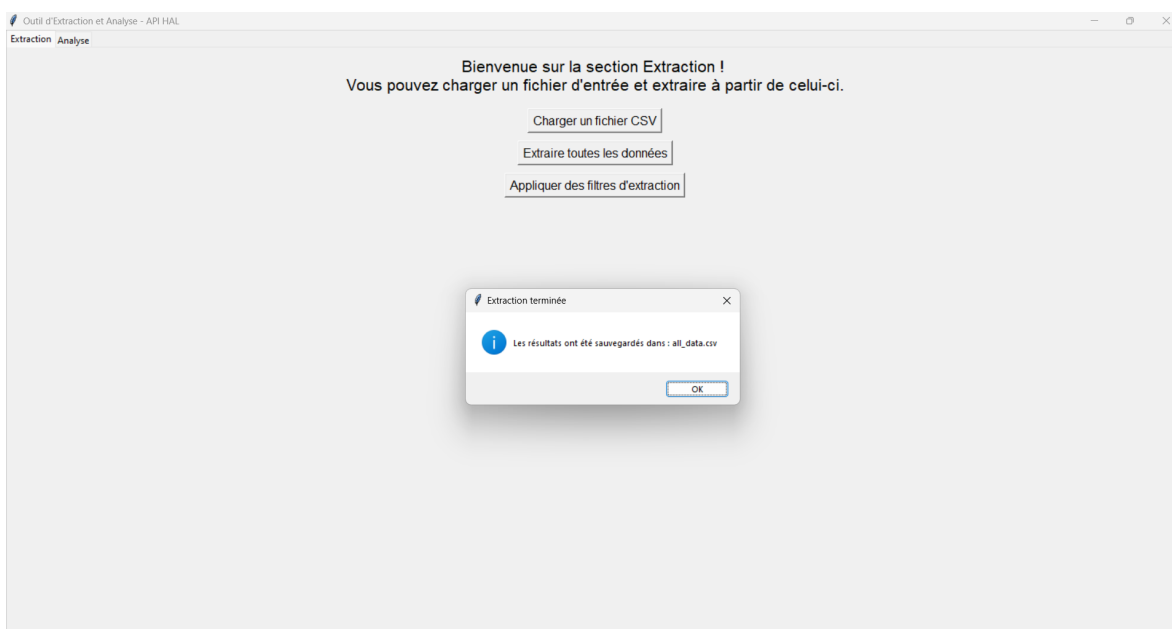 Outil d'Extraction et Analyse - API HAL
Extraction Analyse
Bienvenue sur la section Extraction !
Vous pouvez charger un fichier d'entrée et extraire à partir de celui-ci.
Charger un fichier CSV
Extraire toutes les données
Appliquer des filtres d'extraction
Extraction terminée
Les résultats ont été sauvegardés dans : all_data.csv
OK